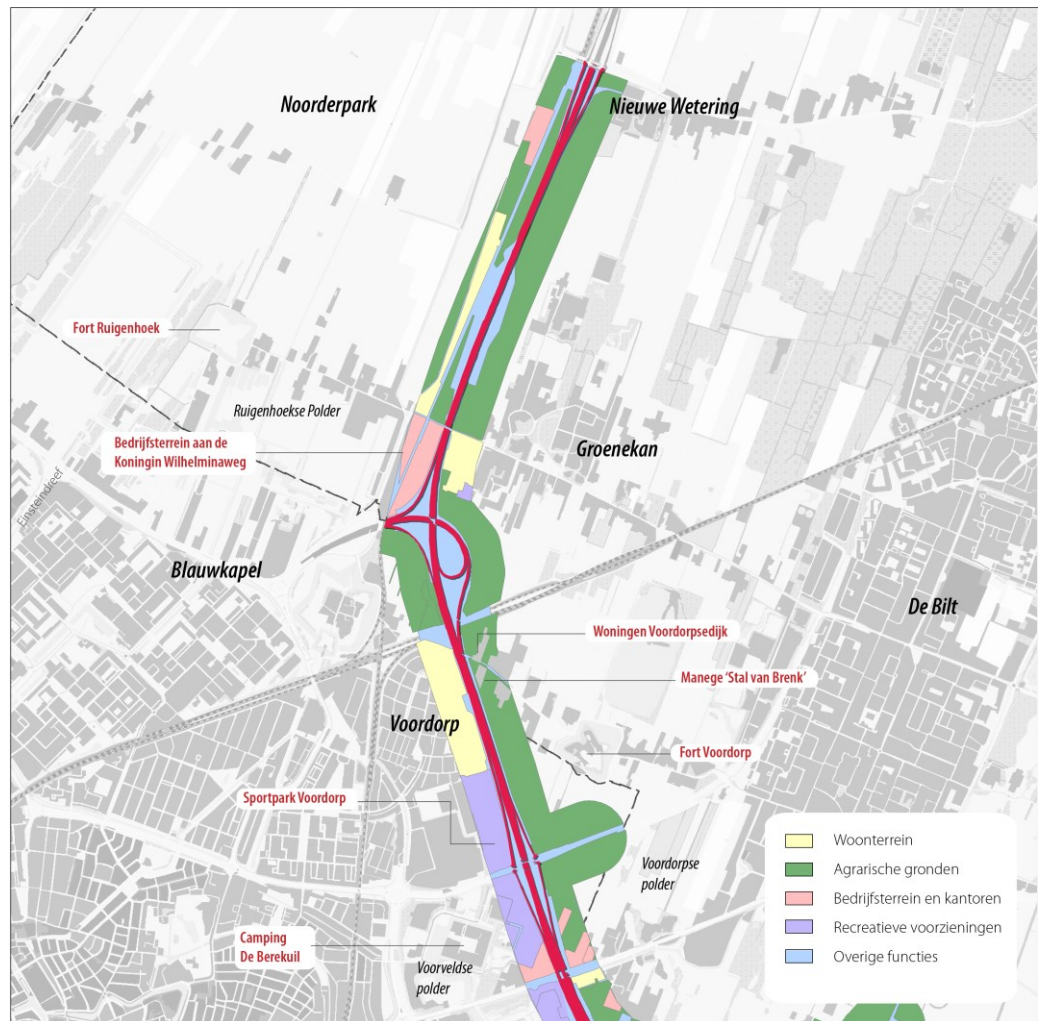 Noorderpark
Nieuwe Wetering
Fort Ruigenhoek
Ruigenhoekse Polder
Bedrijfsterrein aan de
Koningin Wilhelminaweg
Groenekan
Einsteindreef
Blauwkapel
De Bilt
Woningen Voordorpsedijk
Manege ‘Stal van Brenk’
Voordorp
Fort Voordorp
Sportpark Voordorp
Voordorpse
polder
Camping
De Berekuil
Voorveldse
polder
Woonterrein
Agrarische gronden
Bedrijfsterrein en kantoren
Recreatieve voorzieningen
Overige functies